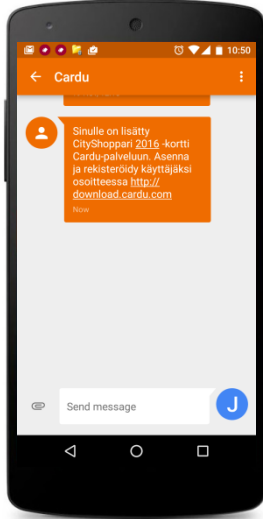 10:50
Cardu
Sinulle on lisätty
CityShoppari 2016 -kortti
Cardu-palveluun. Asenna
ja rekisteröidy käyttäjäksi
osoitteessa http://
download.cardu.com
Now
Send message
J